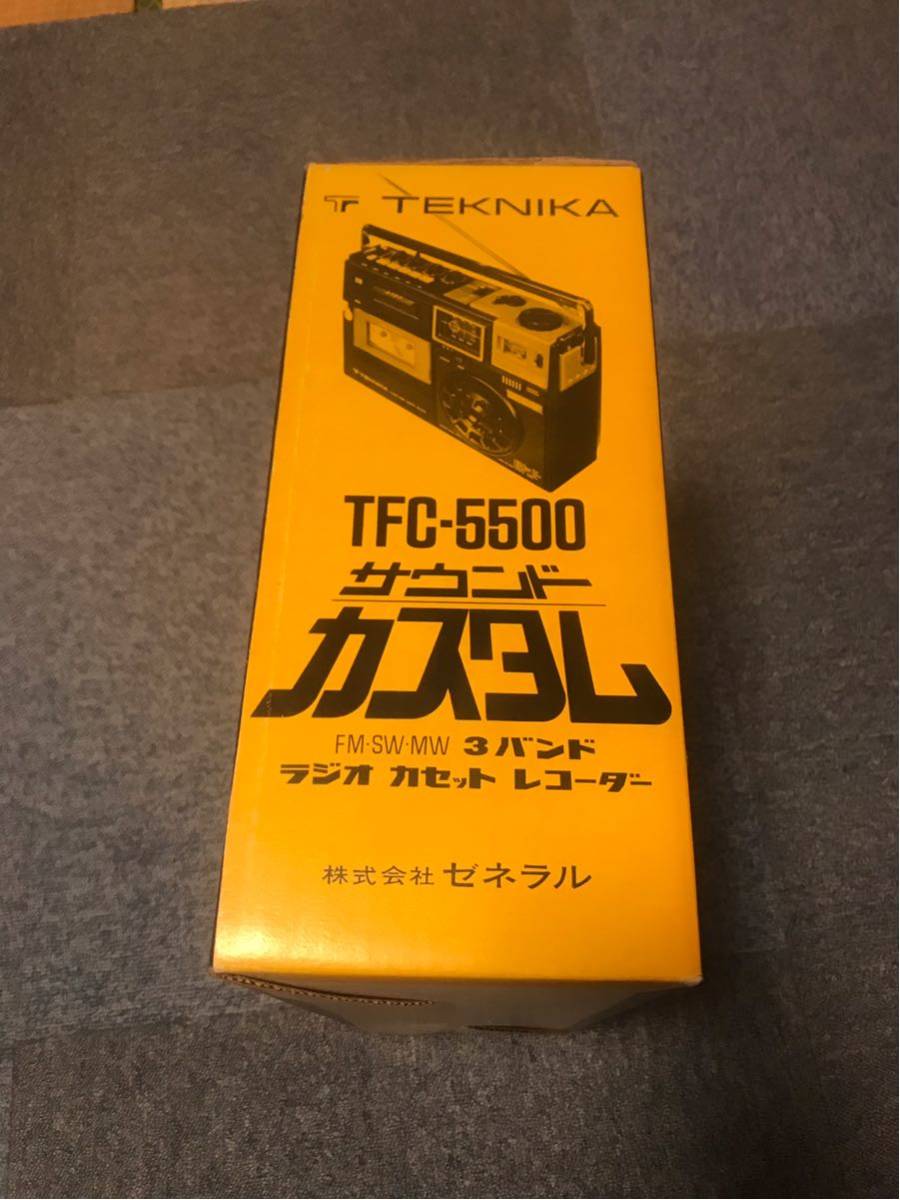 TEKNIKA
TEKNIKA
TFC-5500
サウンド
カスタム
FM・SW・MW 3バンド
ラジオ カセット レコーダー
株式会社 ゼネラル